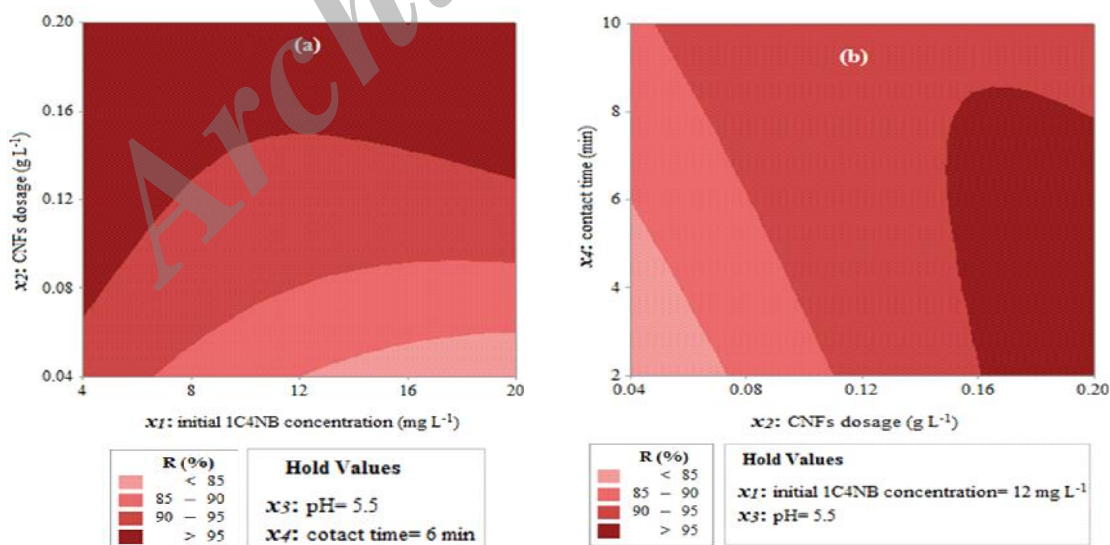 0.20
0.16
0.12
0.08
0.04
4
8
12
16
20
(a)
x2: CNFs dosage (g L-1)
x1: initial 1C4NB concentration (mg L-1)
R (%)
< 85
85 – 90
90 – 95
> 95
Hold Values
x3: pH= 5.5
x4: cotact time= 6 min
10
8
6
4
2
0.04
0.08
0.12
0.16
0.20
(b)
x4: contact time (min)
x2: CNFs dosage (g L-1)
R (%)
< 85
85 – 90
90 – 95
> 95
Hold Values
x1: initial 1C4NB concentration= 12 mg L-1
x3: pH= 5.5